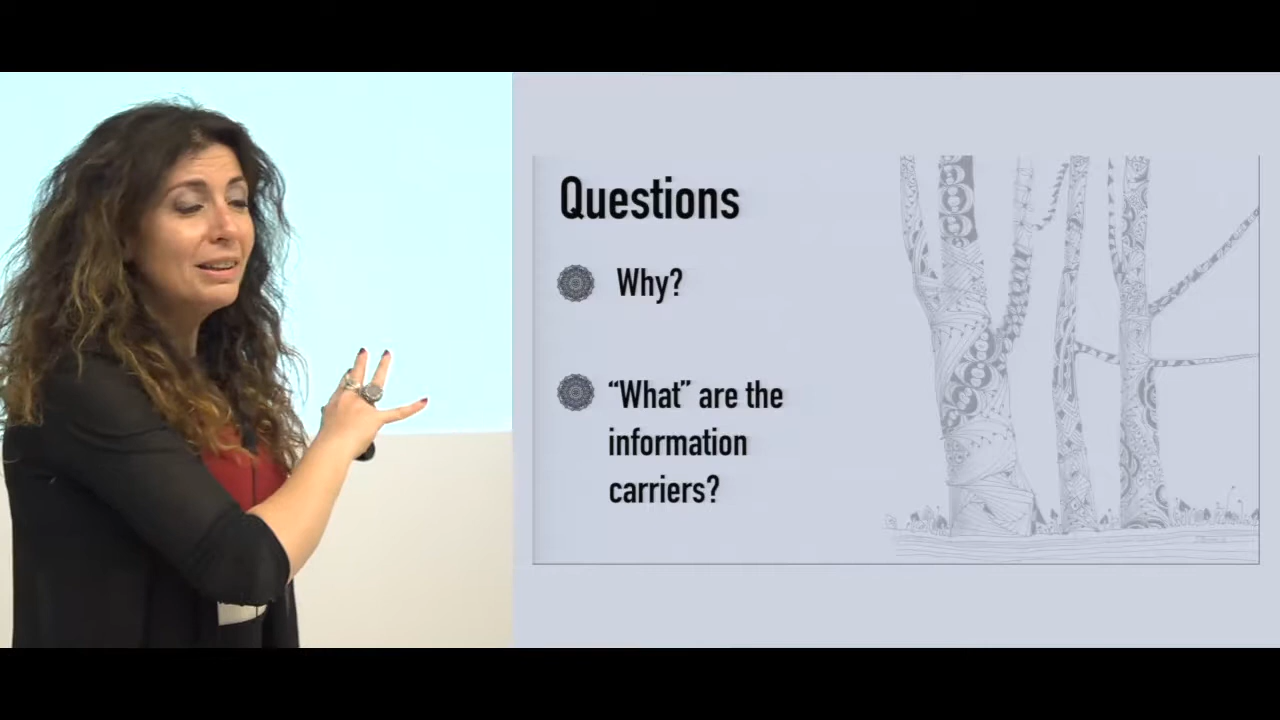 Questions
Why?
“What” are the
information
carriers?